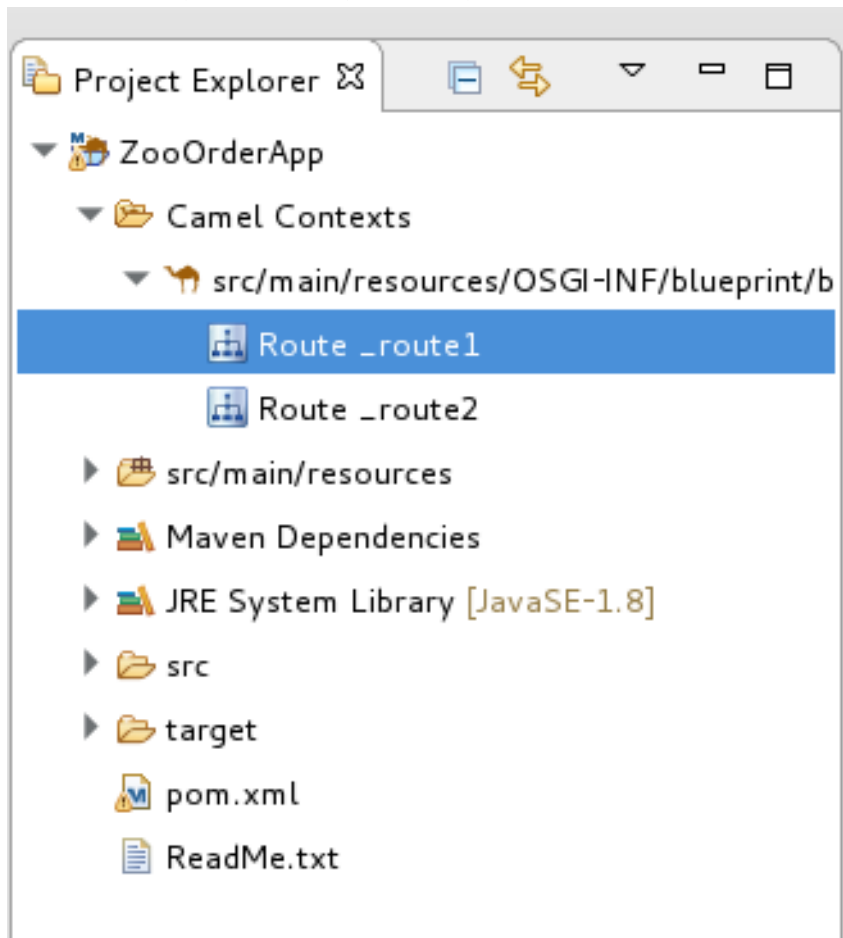 Project Explorer
ZooOrderApp
Camel Contexts
src/main/resources/OSGI-INF/blueprint/b
Route _route1
Route _route2
src/main/resources
Maven Dependencies
JRE System Library [JavaSE-1.8]
src
target
pom.xml
ReadMe.txt